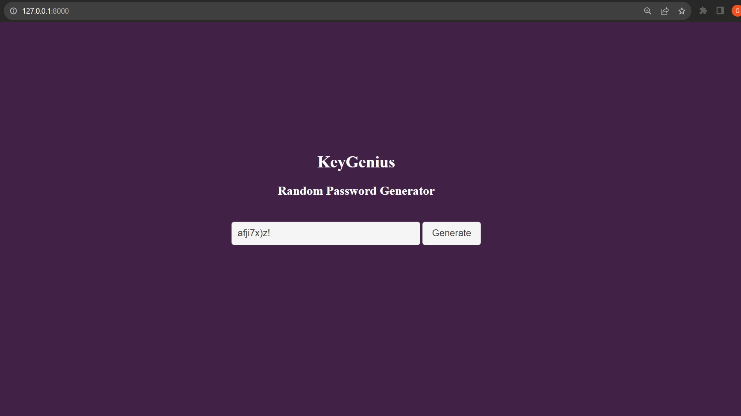 127.0.0.1:8000
KeyGenius
Random Password Generator
afji7x)z!
Generate